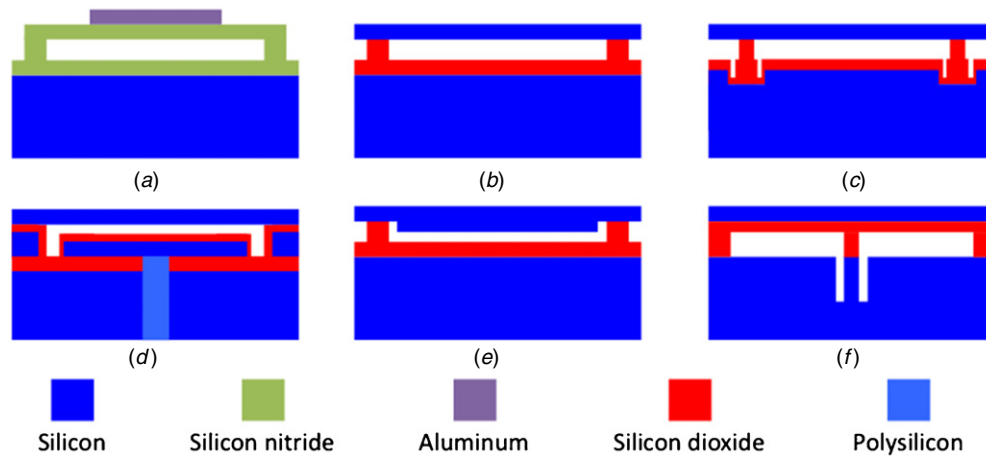 (a) (b) (c)
(d) (e) (f)
Silicon Silicon nitride Aluminum Silicon dioxide Polysilicon